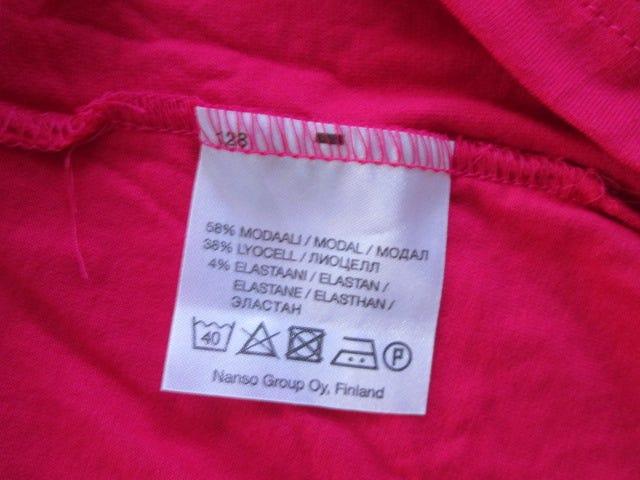 128
58% MODAALI / MODAL / МОДАЛ
38% LYOCELL / ЛИОЦЕЛЛ
4% ELASTAANI / ELASTAN /
ELASTANE / ELASTHAN /
ЭЛАСТАН
40 P
Nanso Group Oy, Finland